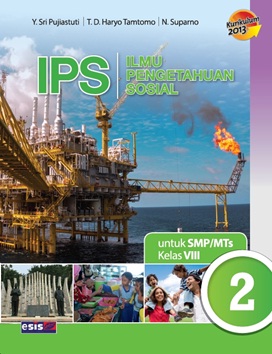 Y. Sri Pujiastuti | T. D. Haryo Tamtomo | N. Suparno
Kurikulum
2013
IPS
ILMU
PENGETAHUAN
SOSIAL
untuk SMP/MTs
Kelas VIII
2
esis